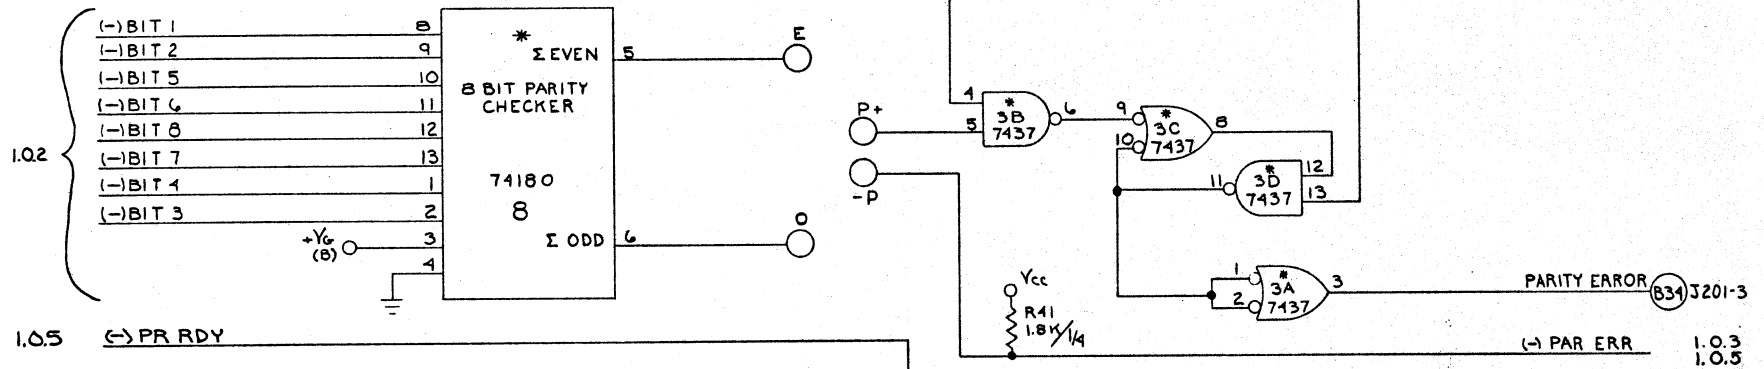 (-)BIT 1 8
(-)BIT 2 9
(-)BIT 5 10
(-)BIT 6 11
(-)BIT 8 12
(-)BIT 7 13
(-)BIT 4 1
(-)BIT 3 2
1.0.2
+VG
(B)
3
4
*
Σ EVEN 5
8 BIT PARITY
CHECKER
74180
8
Σ ODD 6
E
O
1.0.5 (-) PR RDY
P+
-P
4
5
*
3B
7437
6
9
10
*
3C
7437
8
12
13
*
3D
7437
11
1
2
*
3A
7437
3
PARITY ERROR B34 J201-3
VCC
R41
1.8K/1/4
(-) PAR ERR 1.0.3
1.0.5